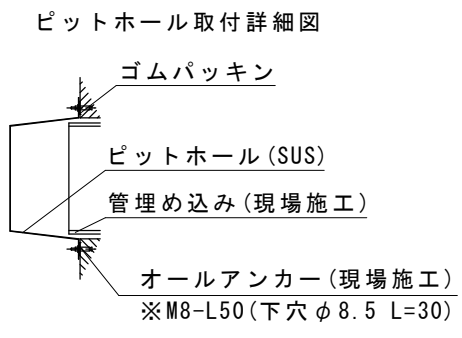 ピットホール取付詳細図
ゴムパッキン
ピットホール(SUS)
管埋め込み(現場施工)
オールアンカー(現場施工)
※M8-L50(下穴φ8.5 L=30)